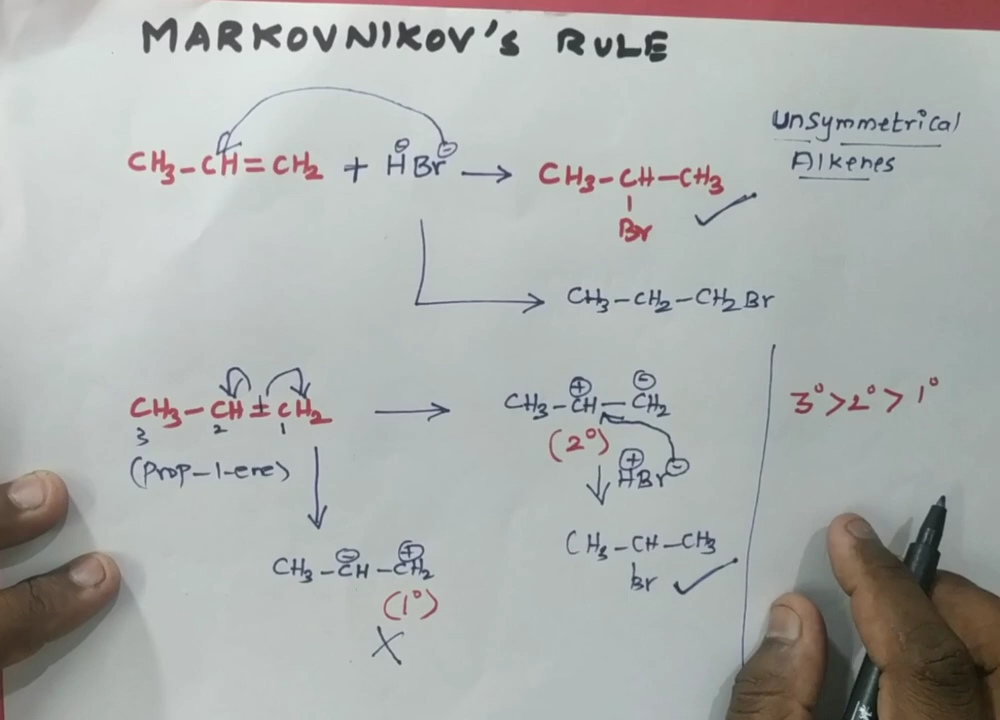 MARKOVNIKOV's RULE
Unsymmetrical
Alkenes
CH3-CH=CH2 + HBr → CH3-CH-CH3 ✓
Br
CH3-CH2-CH2Br
CH3-CH=CH2 → CH3-CH-CH2
⊕ ⊖
3 2 1
(2°)
3°>2°>1°
(Prop-1-ene)
⊕
HBr ⊖
CH3-CH-CH3
Br ✓
CH3-CH-CH2
⊖ ⊕
(1°)
X